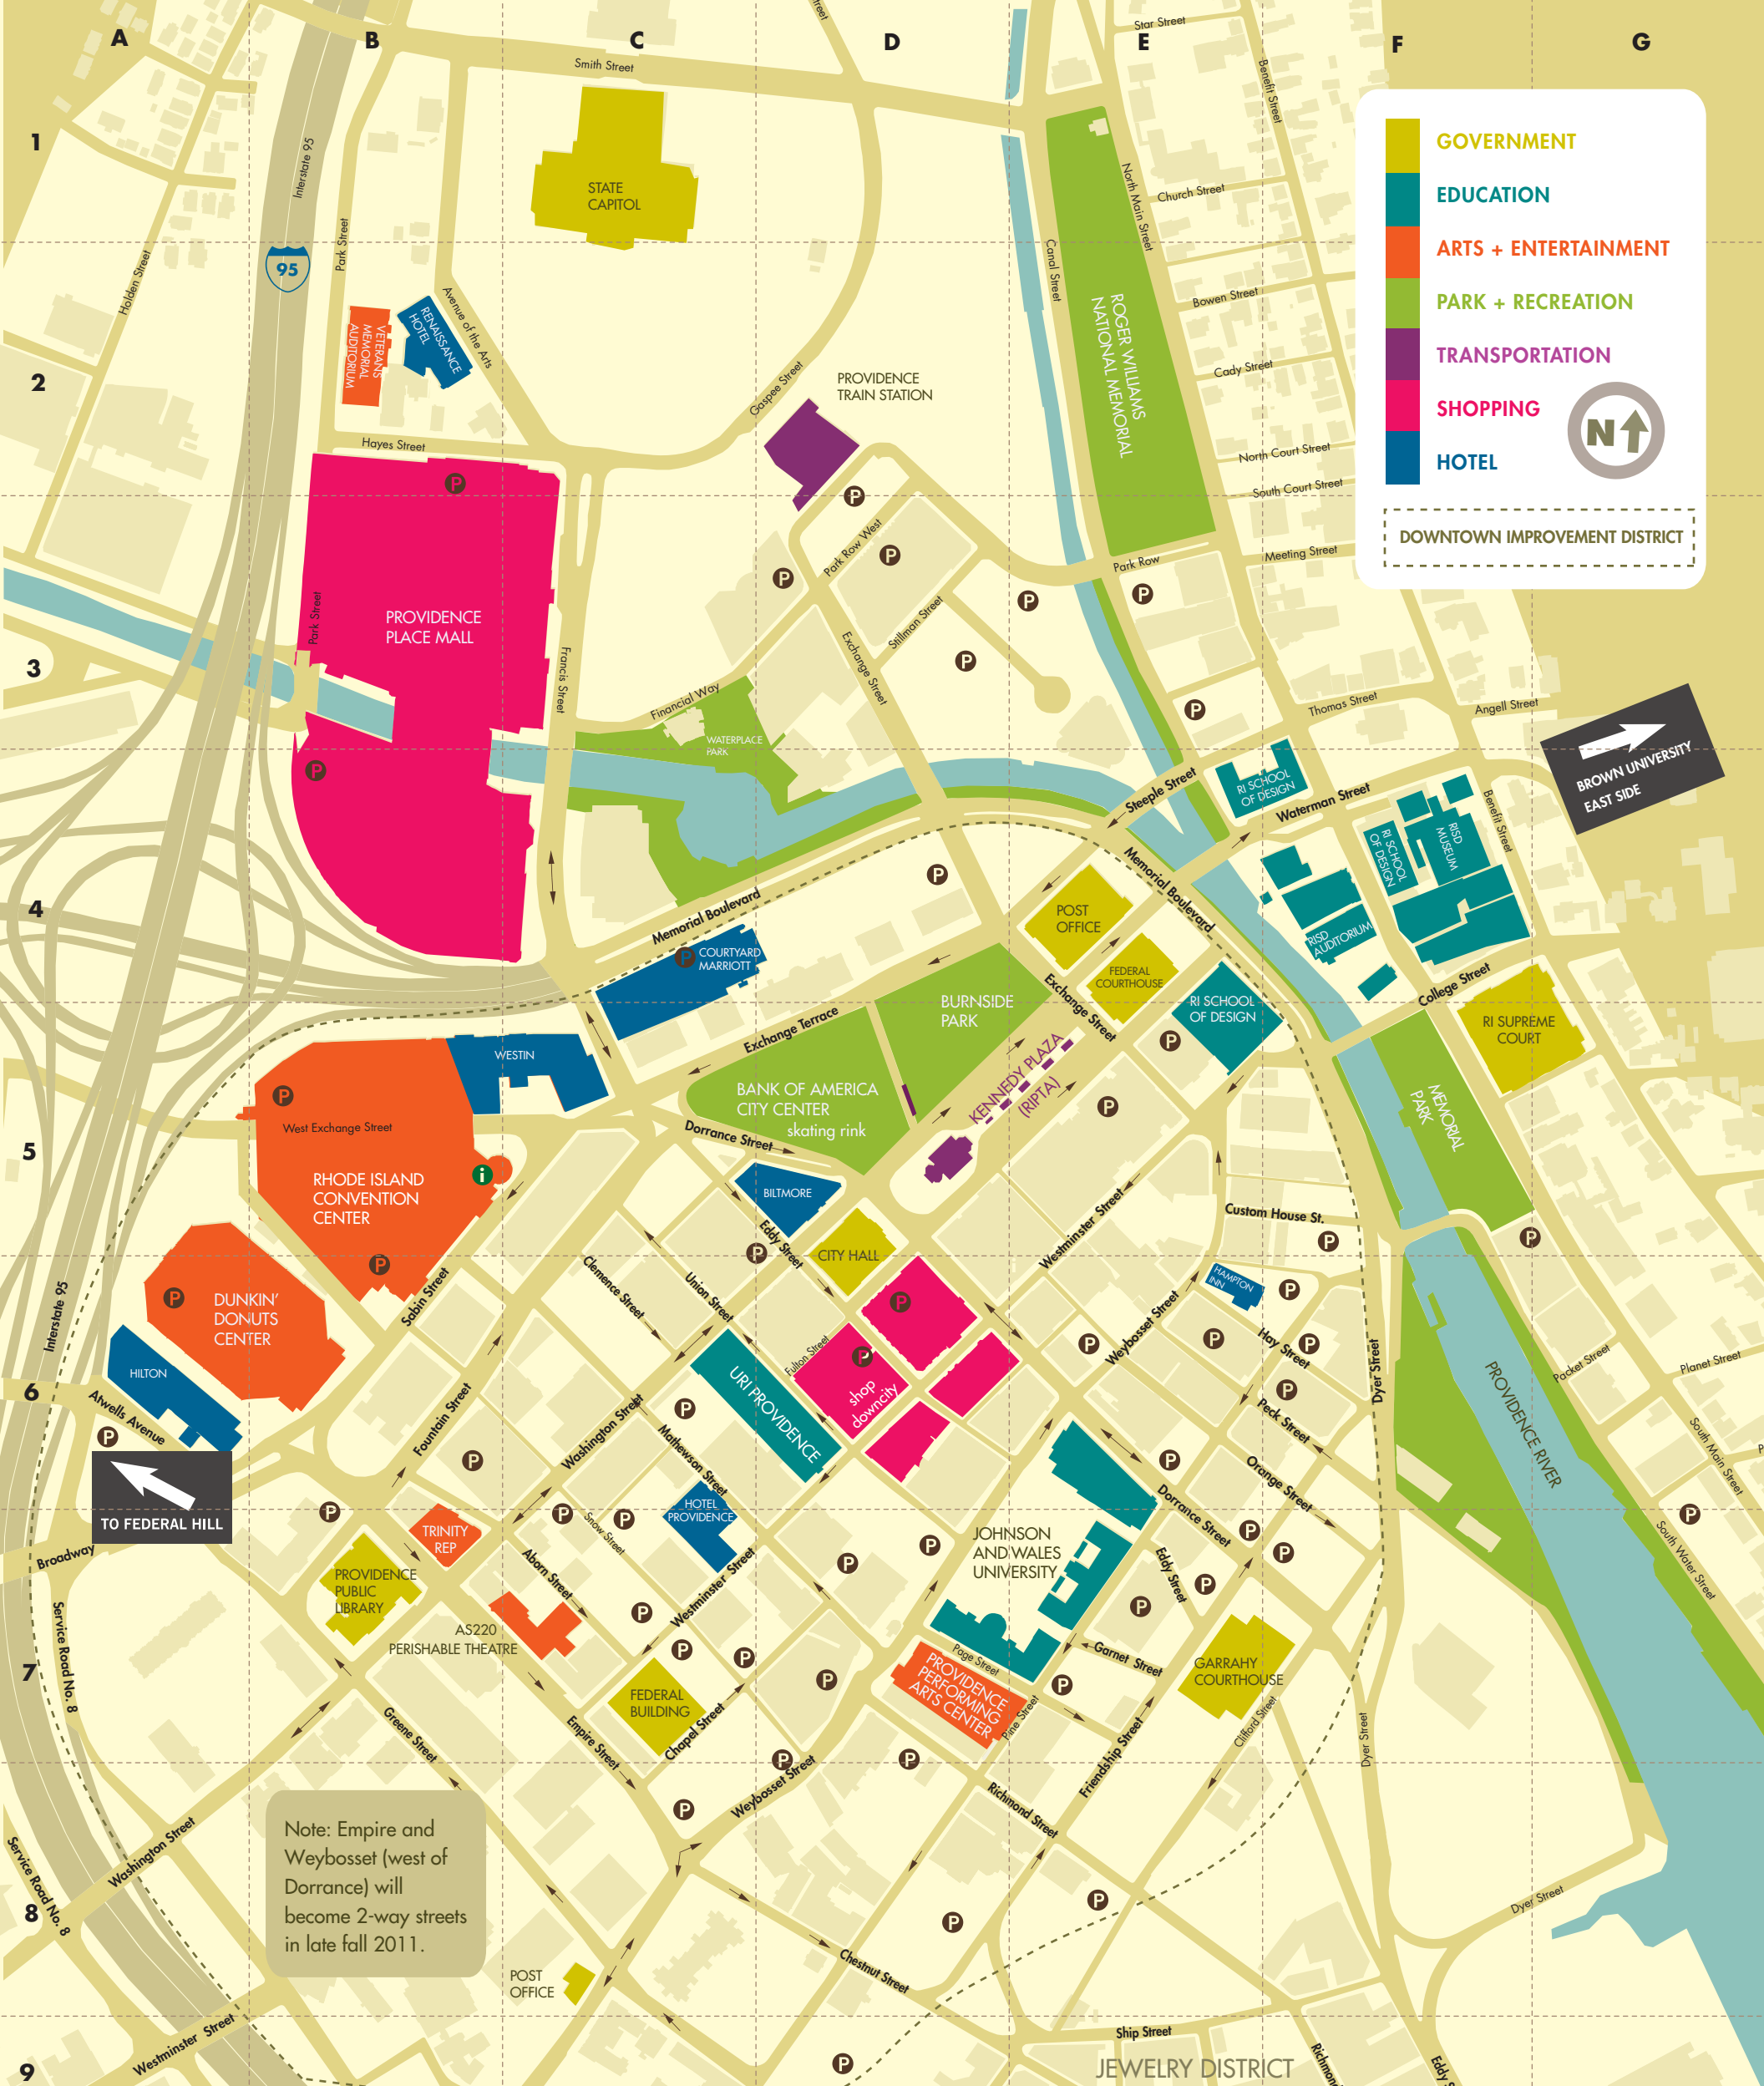 A
B
C
D
E
F
G
1
2
3
4
5
6
7
8
9
GOVERNMENT
EDUCATION
ARTS + ENTERTAINMENT
PARK + RECREATION
TRANSPORTATION
SHOPPING
HOTEL
N
DOWNTOWN IMPROVEMENT DISTRICT
Smith Street
Star Street
Benefit Street
Interstate 95
STATE
CAPITOL
Church Street
North Main Street
Park Street
Holden Street
95
Canal Street
Bowen Street
ROGER WILLIAMS
NATIONAL MEMORIAL
VETERANS
MEMORIAL
AUDITORIUM
RENAISSANCE
HOTEL
Avenue of the Arts
Cady Street
Gaspee Street
PROVIDENCE
TRAIN STATION
Hayes Street
North Court Street
South Court Street
Meeting Street
Park Row West
Park Row
Stillman Street
Exchange Street
Park Street
PROVIDENCE
PLACE MALL
Francis Street
Financial Way
WATERPLACE
PARK
Thomas Street
Angell Street
BROWN UNIVERSITY
EAST SIDE
Steeple Street
RI SCHOOL
OF DESIGN
Waterman Street
Benefit Street
RI SCHOOL
OF DESIGN
RISD
MUSEUM
RISD
AUDITORIUM
Memorial Boulevard
Memorial Boulevard
POST
OFFICE
FEDERAL
COURTHOUSE
COURTYARD
MARRIOTT
College Street
RI SUPREME
COURT
RI SCHOOL
OF DESIGN
Exchange Street
BURNSIDE
PARK
Exchange Terrace
KENNEDY PLAZA
(RIPTA)
BANK OF AMERICA
CITY CENTER
skating rink
WESTIN
MEMORIAL
PARK
West Exchange Street
RHODE ISLAND
CONVENTION
CENTER
i
Dorrance Street
BILTMORE
Eddy Street
CITY HALL
Westminster Street
Custom House St.
HAMPTON
INN
Clemence Street
Union Street
Fulton Street
Sabin Street
DUNKIN'
DONUTS
CENTER
Interstate 95
HILTON
Atwells Avenue
TO FEDERAL HILL
Weybosset Street
Hay Street
Dyer Street
Peck Street
Packet Street
Planet Street
PROVIDENCE RIVER
South Main Street
South Water Street
shop
downcity
URI PROVIDENCE
Fountain Street
Washington Street
Mathewson Street
HOTEL
PROVIDENCE
Snow Street
Orange Street
Dorrance Street
JOHNSON
AND WALES
UNIVERSITY
Eddy Street
TRINITY
REP
Broadway
PROVIDENCE
PUBLIC
LIBRARY
Aborn Street
AS220
PERISHABLE THEATRE
Westminster Street
Page Street
Garnet Street
GARRAHY
COURTHOUSE
PROVIDENCE
PERFORMING
ARTS CENTER
Pine Street
Clifford Street
Friendship Street
Dyer Street
FEDERAL
BUILDING
Chapel Street
Empire Street
Greene Street
Service Road No. 8
Weybosset Street
Richmond Street
Washington Street
Service Road No. 8
Note: Empire and
Weybosset (west of
Dorrance) will
become 2-way streets
in late fall 2011.
Dyer Street
Chestnut Street
POST
OFFICE
Westminster Street
Ship Street
JEWELRY DISTRICT